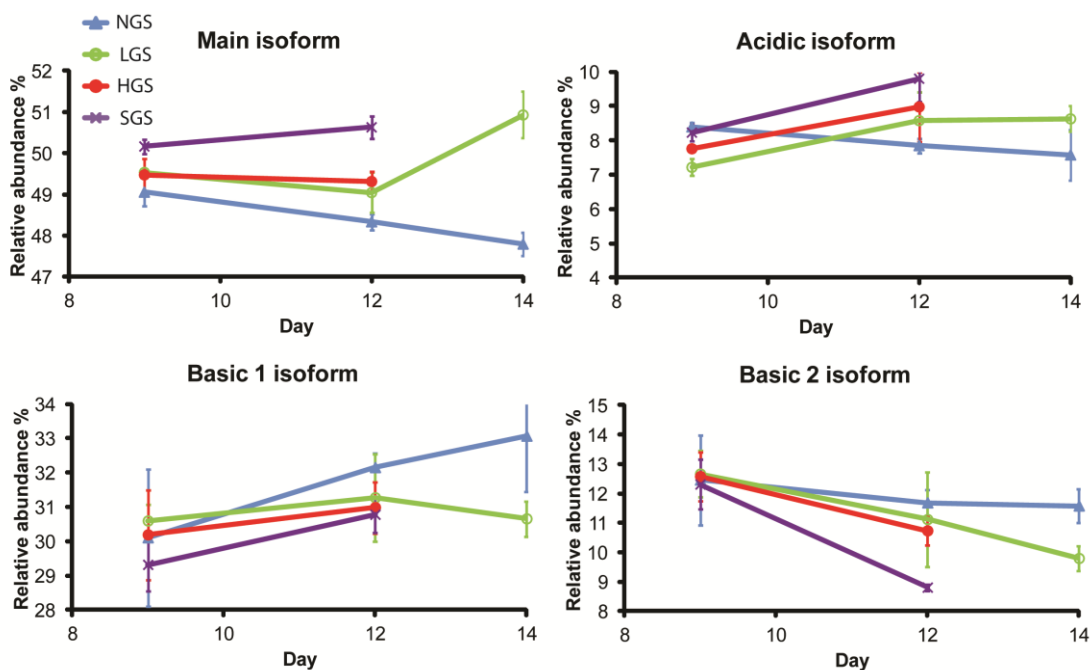 NGS
LGS
HGS
SGS
Main isoform
Relative abundance %
52
51
50
49
48
47
8
10
12
14
Day
Acidic isoform
Relative abundance %
10
9
8
7
6
5
4
8
10
12
14
Day
Basic 1 isoform
Relative abundance %
34
33
32
31
30
29
28
8
10
12
14
Day
Basic 2 isoform
Relative abundance %
15
14
13
12
11
10
9
8
8
10
12
14
Day